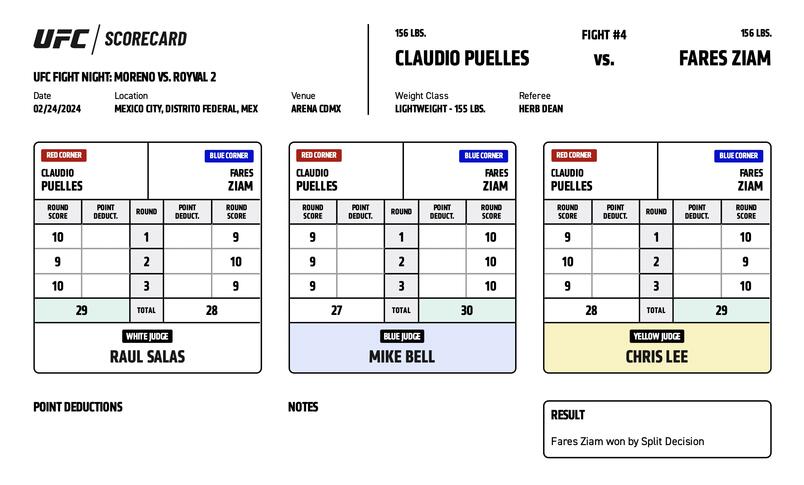 UFC / SCORECARD
UFC FIGHT NIGHT: MORENO VS. ROYVAL 2
Date Location Venue
02/24/2024 MEXICO CITY, DISTRITO FEDERAL, MEX ARENA CDMX
156 LBS. FIGHT #4 156 LBS.
CLAUDIO PUELLES VS. FARES ZIAM
Weight Class Referee
LIGHTWEIGHT - 155 LBS. HERB DEAN
RED CORNER BLUE CORNER
CLAUDIO FARES
PUELLES ZIAM
ROUND SCORE POINT DEDUCT. ROUND POINT DEDUCT. ROUND SCORE
10 1 9
9 2 10
10 3 9
29 TOTAL 28
WHITE JUDGE
RAUL SALAS
RED CORNER BLUE CORNER
CLAUDIO FARES
PUELLES ZIAM
ROUND SCORE POINT DEDUCT. ROUND POINT DEDUCT. ROUND SCORE
9 1 10
9 2 10
9 3 10
27 TOTAL 30
BLUE JUDGE
MIKE BELL
RED CORNER BLUE CORNER
CLAUDIO FARES
PUELLES ZIAM
ROUND SCORE POINT DEDUCT. ROUND POINT DEDUCT. ROUND SCORE
9 1 10
10 2 9
9 3 10
28 TOTAL 29
YELLOW JUDGE
CHRIS LEE
POINT DEDUCTIONS
NOTES
RESULT
Fares Ziam won by Split Decision